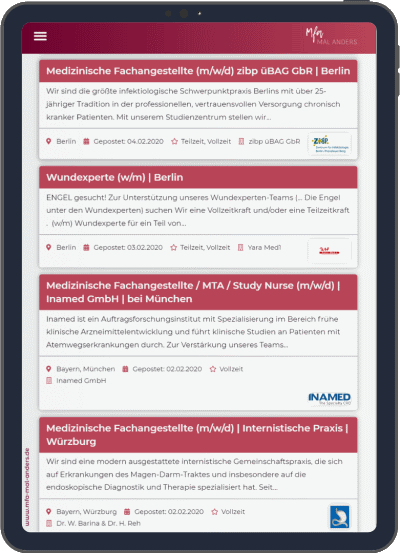 Mfa
MAL ANDERS
Medizinische Fachangestellte (m/w/d) zibp üBAG GbR | Berlin
Wir sind die größte infektiologische Schwerpunktpraxis Berlins mit über 25-
jähriger Tradition in der professionellen, vertrauensvollen Versorgung chronisch
kranker Patienten. Mit unserem Studienzentrum stellen wir...
Berlin Gepostet: 04.02.2020 Teilzeit, Vollzeit zibp üBAG GbR
ZIBP
Wundexperte (w/m) | Berlin
ENGEL gesucht! Zur Unterstützung unseres Wundexperten-Teams (... Die Engel
unter den Wundexperten) suchen Wir eine Vollzeitkraft und/oder eine Teilzeitkraft
. (w/m) Wundexperte für ein Teil von...
Berlin Gepostet: 03.02.2020 Teilzeit, Vollzeit Yara Med1
Medizinische Fachangestellte / MTA / Study Nurse (m/w/d) |
Inamed GmbH | bei München
Inamed ist ein Auftragsforschungsinstitut mit Spezialisierung im Bereich frühe
klinische Arzneimittelentwicklung und führt klinische Studien an Patienten mit
Atemwegserkrankungen durch. Zur Verstärkung unseres Teams...
Bayern, München Gepostet: 02.02.2020 Vollzeit
Inamed GmbH
INAMED
The Specialty CRO
Medizinische Fachangestellte (m/w/d) | Internistische Praxis |
Würzburg
Wir sind eine modern ausgestattete internistische Gemeinschaftspraxis, die sich
auf Erkrankungen des Magen-Darm-Traktes und insbesondere auf die
endoskopische Diagnostik und Therapie spezialisiert hat. Seit...
Bayern, Würzburg Gepostet: 02.02.2020 Vollzeit
Dr. W. Barina & Dr. H. Reh
www.mfa-mal-anders.de